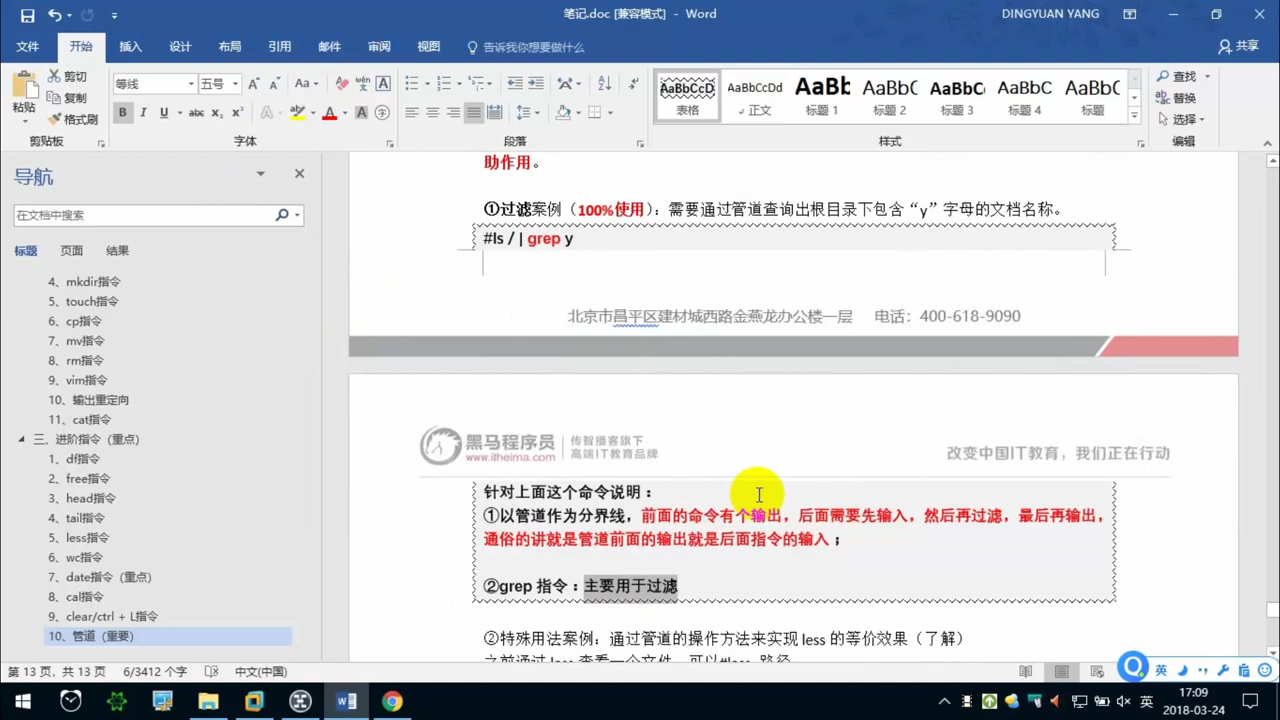 笔记.doc [兼容模式] - Word
DINGYUAN YANG
文件 开始 插入 设计 布局 引用 邮件 审阅 视图 告诉我你想要做什么 共享
粘贴 剪切 复制 格式刷
等线 五号
AaBbCcD 表格
AaBbCcDd 正文
AaBb 标题 1
AaBbC 标题 2
AaBbC 标题 3
AaBbC 标题 4
AaBbC 标题
查找
替换
选择
剪贴板 字体 段落 样式 编辑
导航
在文档中搜索
标题 页面 结果
4、mkdir指令
5、touch指令
6、cp指令
7、mv指令
8、rm指令
9、vim指令
10、输出重定向
11、cat指令
三、进阶指令（重点）
1、df指令
2、free指令
3、head指令
4、tail指令
5、less指令
6、wc指令
7、date指令（重点）
8、cal指令
9、clear/ctrl + L指令
10、管道（重要）
助作用。
①过滤案例（100%使用）：需要通过管道查询出根目录下包含“y”字母的文档名称。
#ls / | grep y
北京市昌平区建材城西路金燕龙办公楼一层 电话：400-618-9090
黑马程序员
www.itheima.com
传智播客旗下
高端IT教育品牌
改变中国IT教育，我们正在行动
针对上面这个命令说明：
①以管道作为分界线，前面的命令有个输出，后面需要先输入，然后再过滤，最后再输出，
通俗的讲就是管道前面的输出就是后面指令的输入；
②grep 指令：主要用于过滤
②特殊用法案例：通过管道的操作方法来实现 less 的等价效果（了解）
之前通过 less 查看一个文件，可以#less 路径
第 13 页，共 13 页 6/3412 个字 中文(中国)
英
英
17:09
2018-03-24